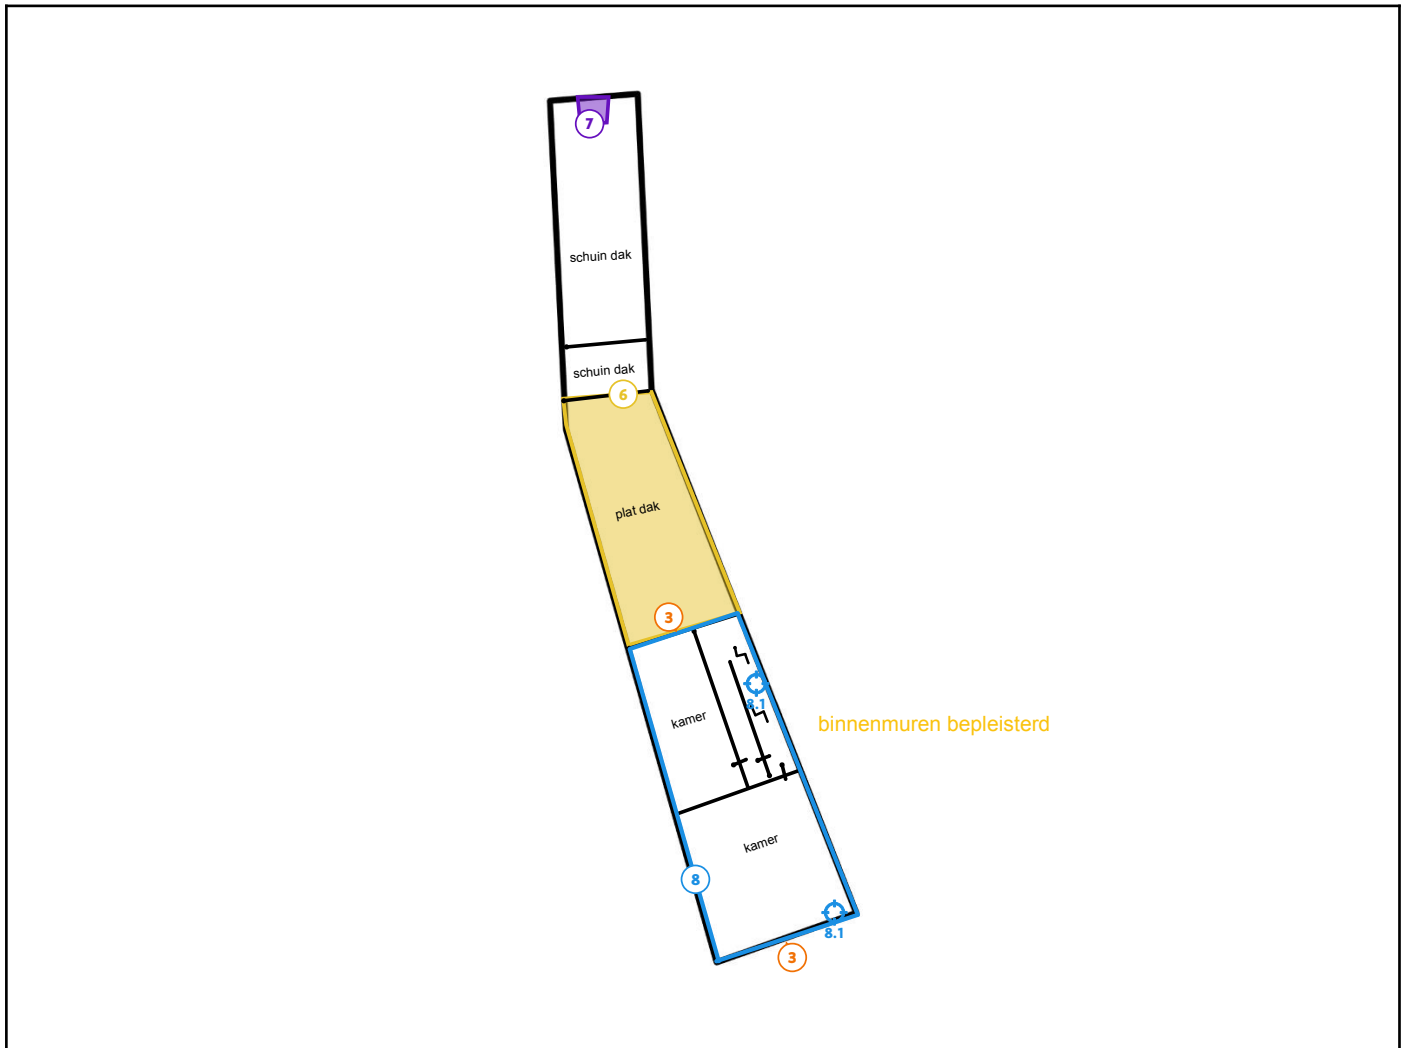 7
schuin dak
schuin dak
6
plat dak
3
8.1
kamer
binnenmuren bepleisterd
kamer
8
8.1
3